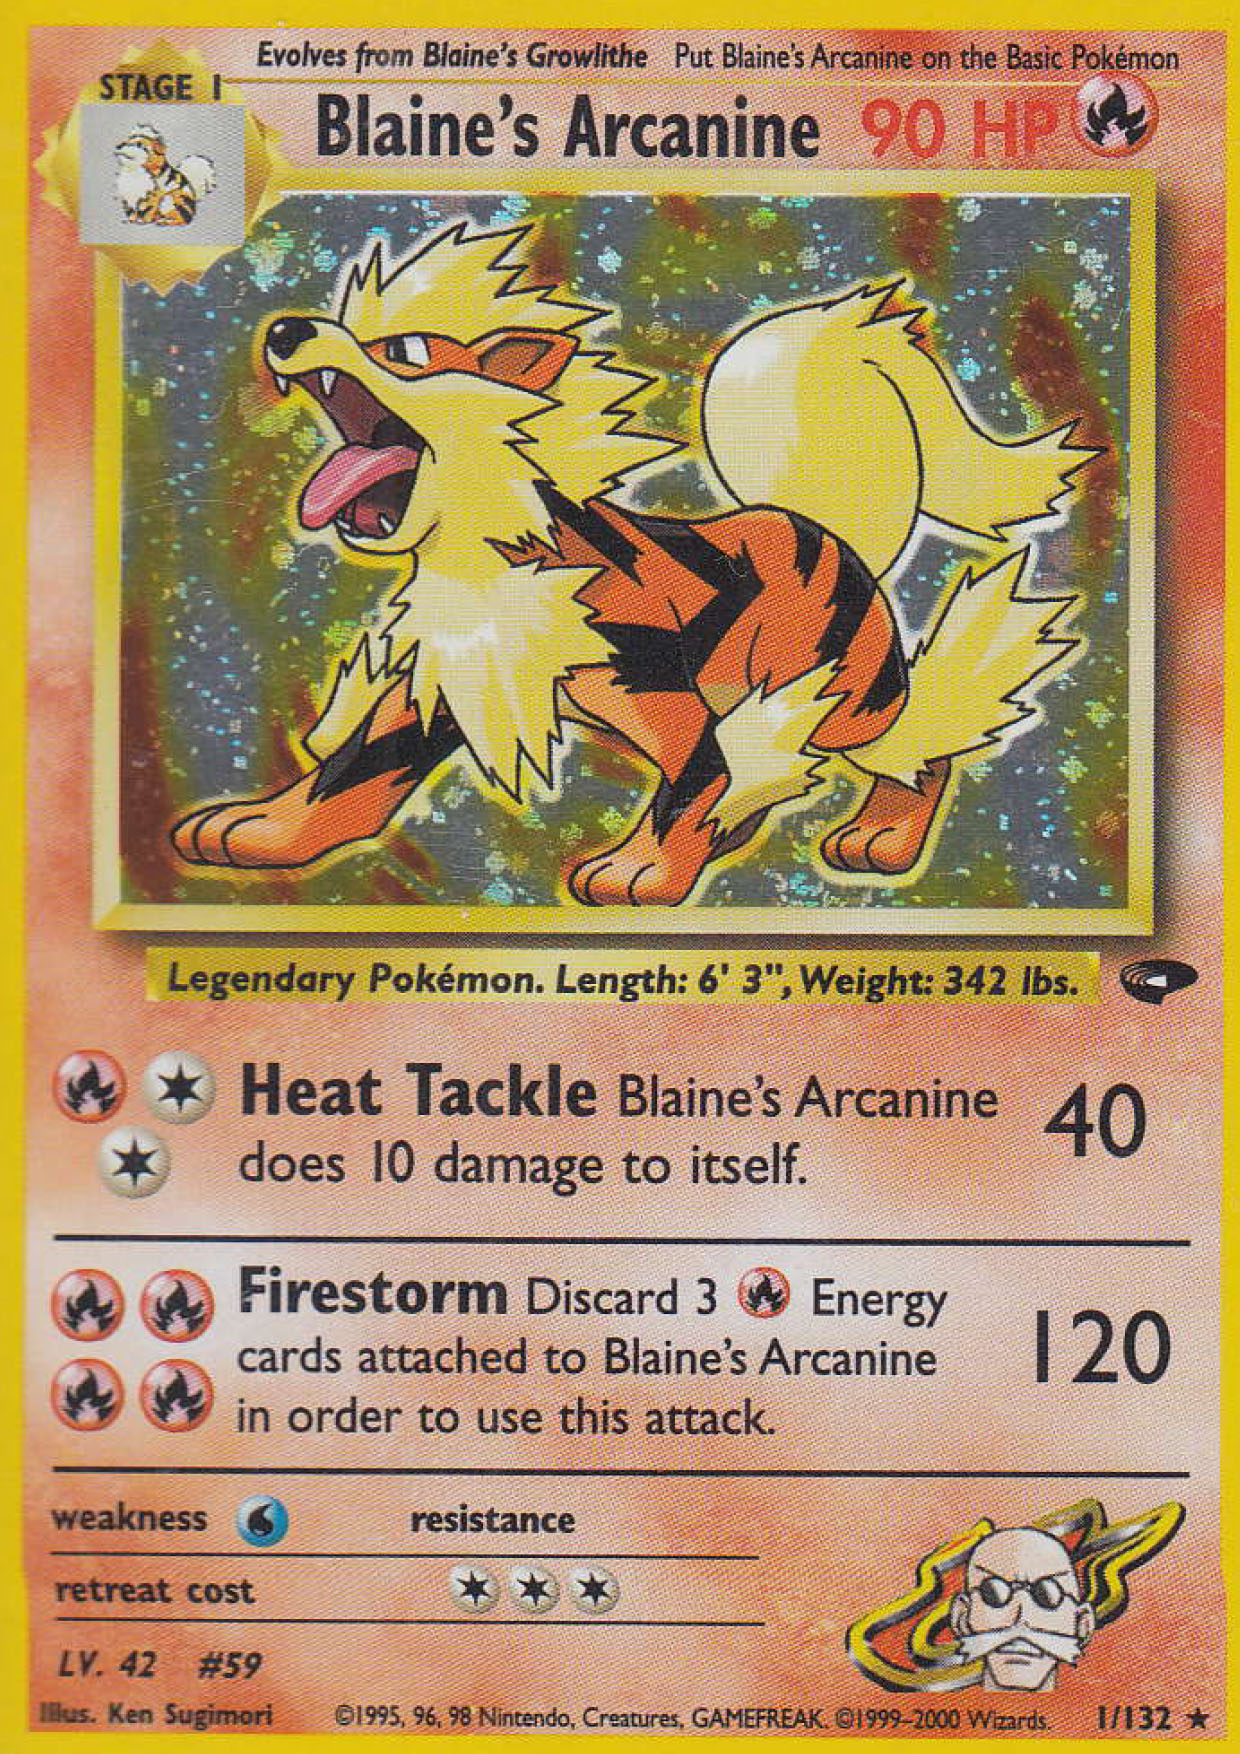 Evolves from Blaine's Growlithe Put Blaine's Arcanine on the Basic Pokémon
STAGE 1
Blaine's Arcanine 90 HP
Legendary Pokémon. Length: 6' 3", Weight: 342 lbs.
Heat Tackle Blaine's Arcanine 40
does 10 damage to itself.
Firestorm Discard 3 Energy
cards attached to Blaine's Arcanine 120
in order to use this attack.
weakness resistance
retreat cost
LV. 42 #59
Illus. Ken Sugimori ©1995, 96, 98 Nintendo, Creatures, GAMEFREAK. ©1999–2000 Wizards. 1/132 ★